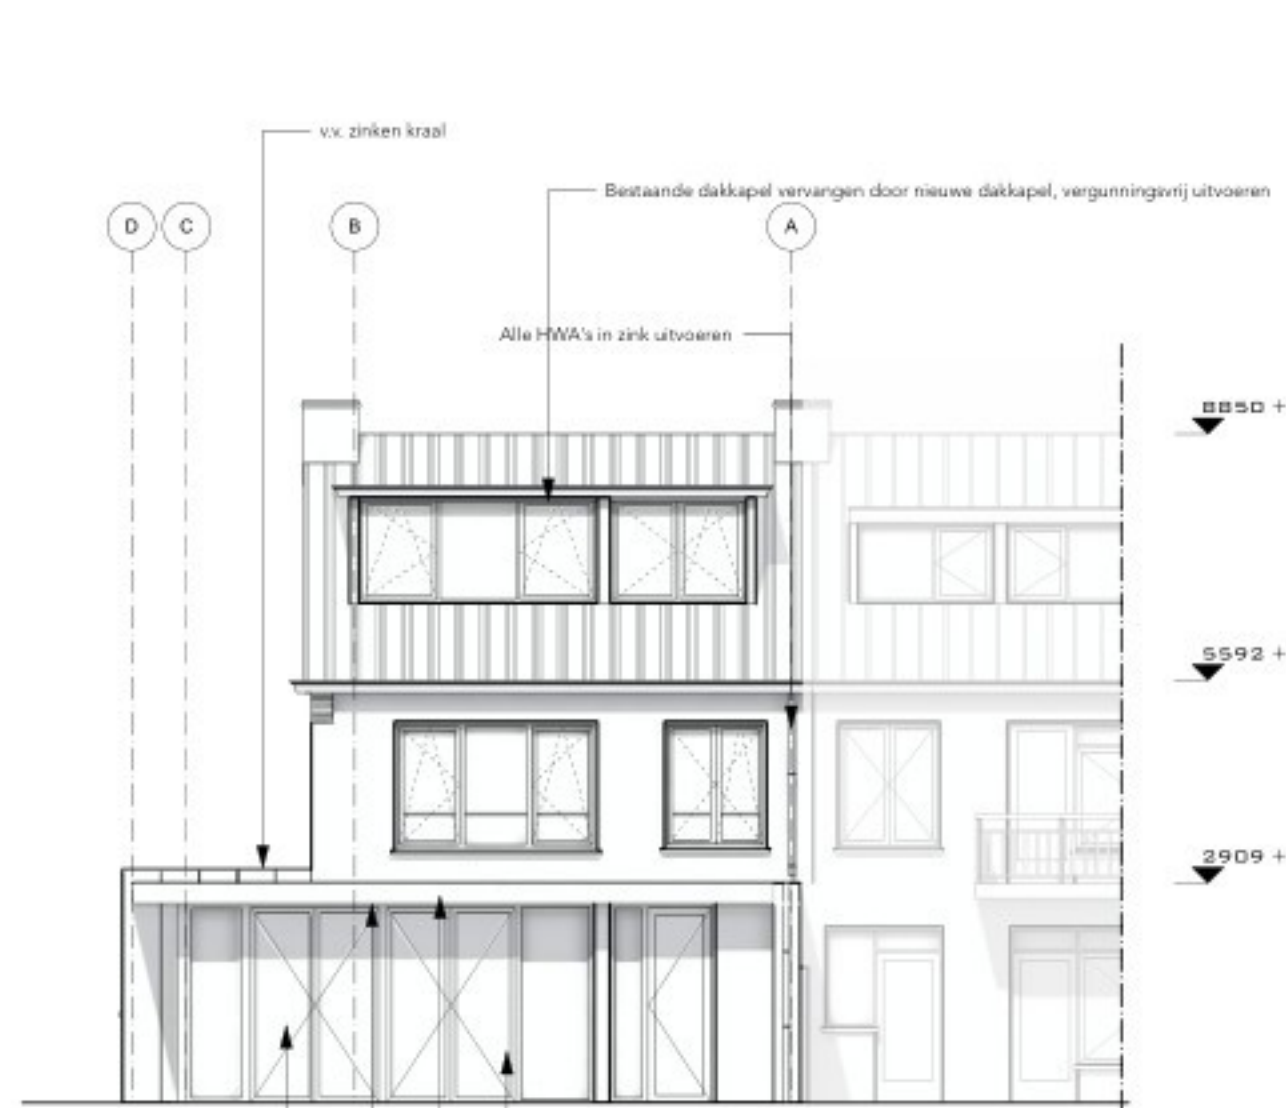 v.v. zinken kraal
Bestaande dakkapel vervangen door nieuwe dakkapel, vergunningsvrij uitvoeren
D C B A
Alle HWA's in zink uitvoeren
8850 +
5592 +
2909 +